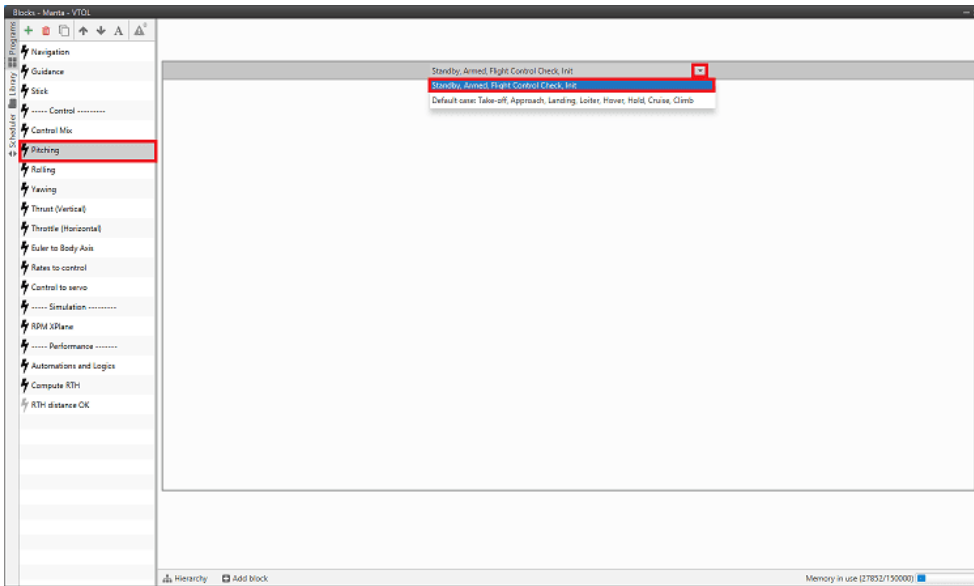 Blocks - Manta - VTOL
Programs
Library
Scheduler
A
Navigation
Guidance
Stick
----- Control ---------
Control Mix
Pitching
Rolling
Yawing
Thrust (Vertical)
Throttle (Horizontal)
Euler to Body Axis
Rates to control
Control to servo
----- Simulation ---------
RPM XPlane
----- Performance -------
Automations and Logics
Compute RTH
RTH distance OK
Standby, Armed, Flight Control Check, Init
Standby, Armed, Flight Control Check, Init
Default case: Take-off, Approach, Landing, Loiter, Hover, Hold, Cruise, Climb
Hierarchy
Add block
Memory in use (27852/150000)